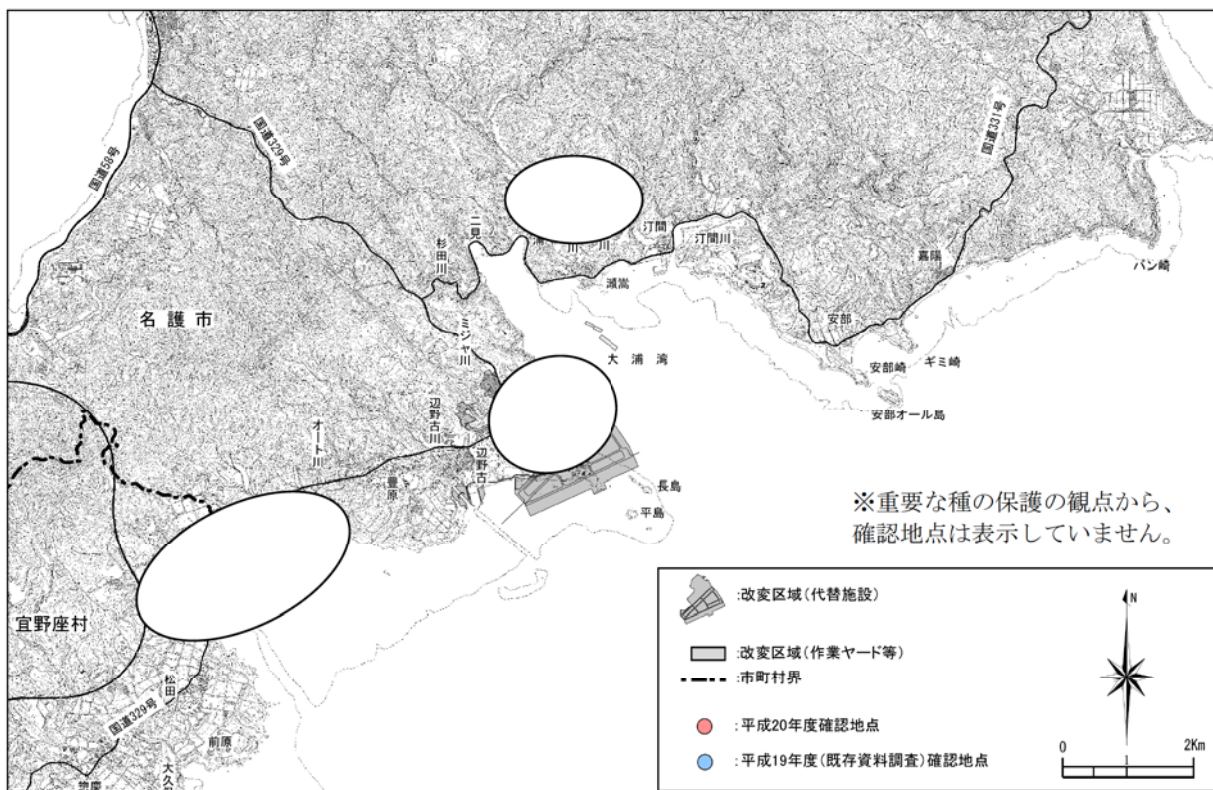 国道58号
国道329号
国道331号
二見
杉田川
汀間
汀間川
瀬嵩
嘉陽
バン崎
名護市
ミジャ川
大浦湾
安部
安部崎
ギミ崎
安部オール島
辺野古川
オート川
辺野古
豊原
長島
平島
宜野座村
松田
国道329号
前原
惣慶
大久
※重要な種の保護の観点から、
確認地点は表示していません。
:改変区域(代替施設)
:改変区域(作業ヤード等)
:市町村界
:平成20年度確認地点
:平成19年度(既存資料調査)確認地点
N
0 1 2Km